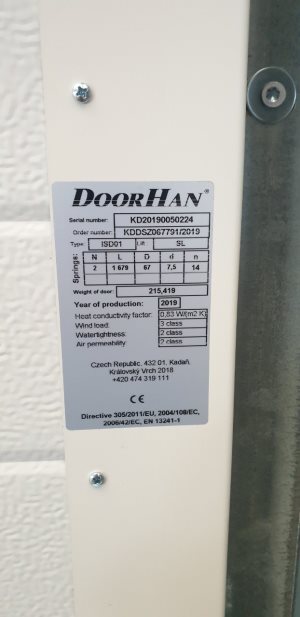 DOORHAN®
Serial number: KD20190050224
Order number: KDDSZ067791/2019
Type: ISD01 Lift SL
Springs: N L D d n
2 1 679 67 7,5 14
Weight of door: 215,419
Year of production: 2019
Heat conductivity factor: 0,83 W/(m2 K)
Wind load: 3 class
Watertightness: 2 class
Air permeability: 2 class
Czech Republic, 432 01, Kadaň,
Královský Vrch 2018
+420 474 319 111
CE
Directive 305/2011/EU, 2004/108/EC,
2006/42/EC, EN 13241-1